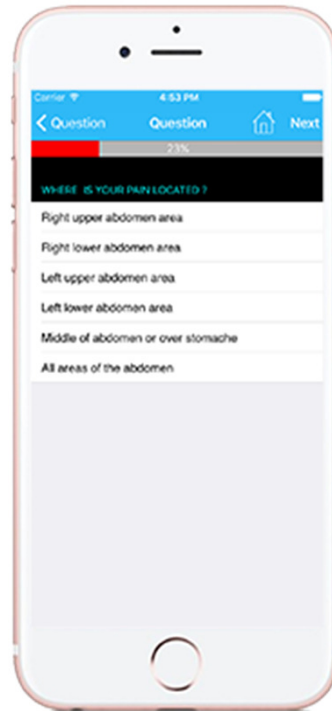 Carrier 4:53 PM
Question Question Next
23%
WHERE IS YOUR PAIN LOCATED ?
Right upper abdomen area
Right lower abdomen area
Left upper abdomen area
Left lower abdomen area
Middle of abdomen or over stomache
All areas of the abdomen